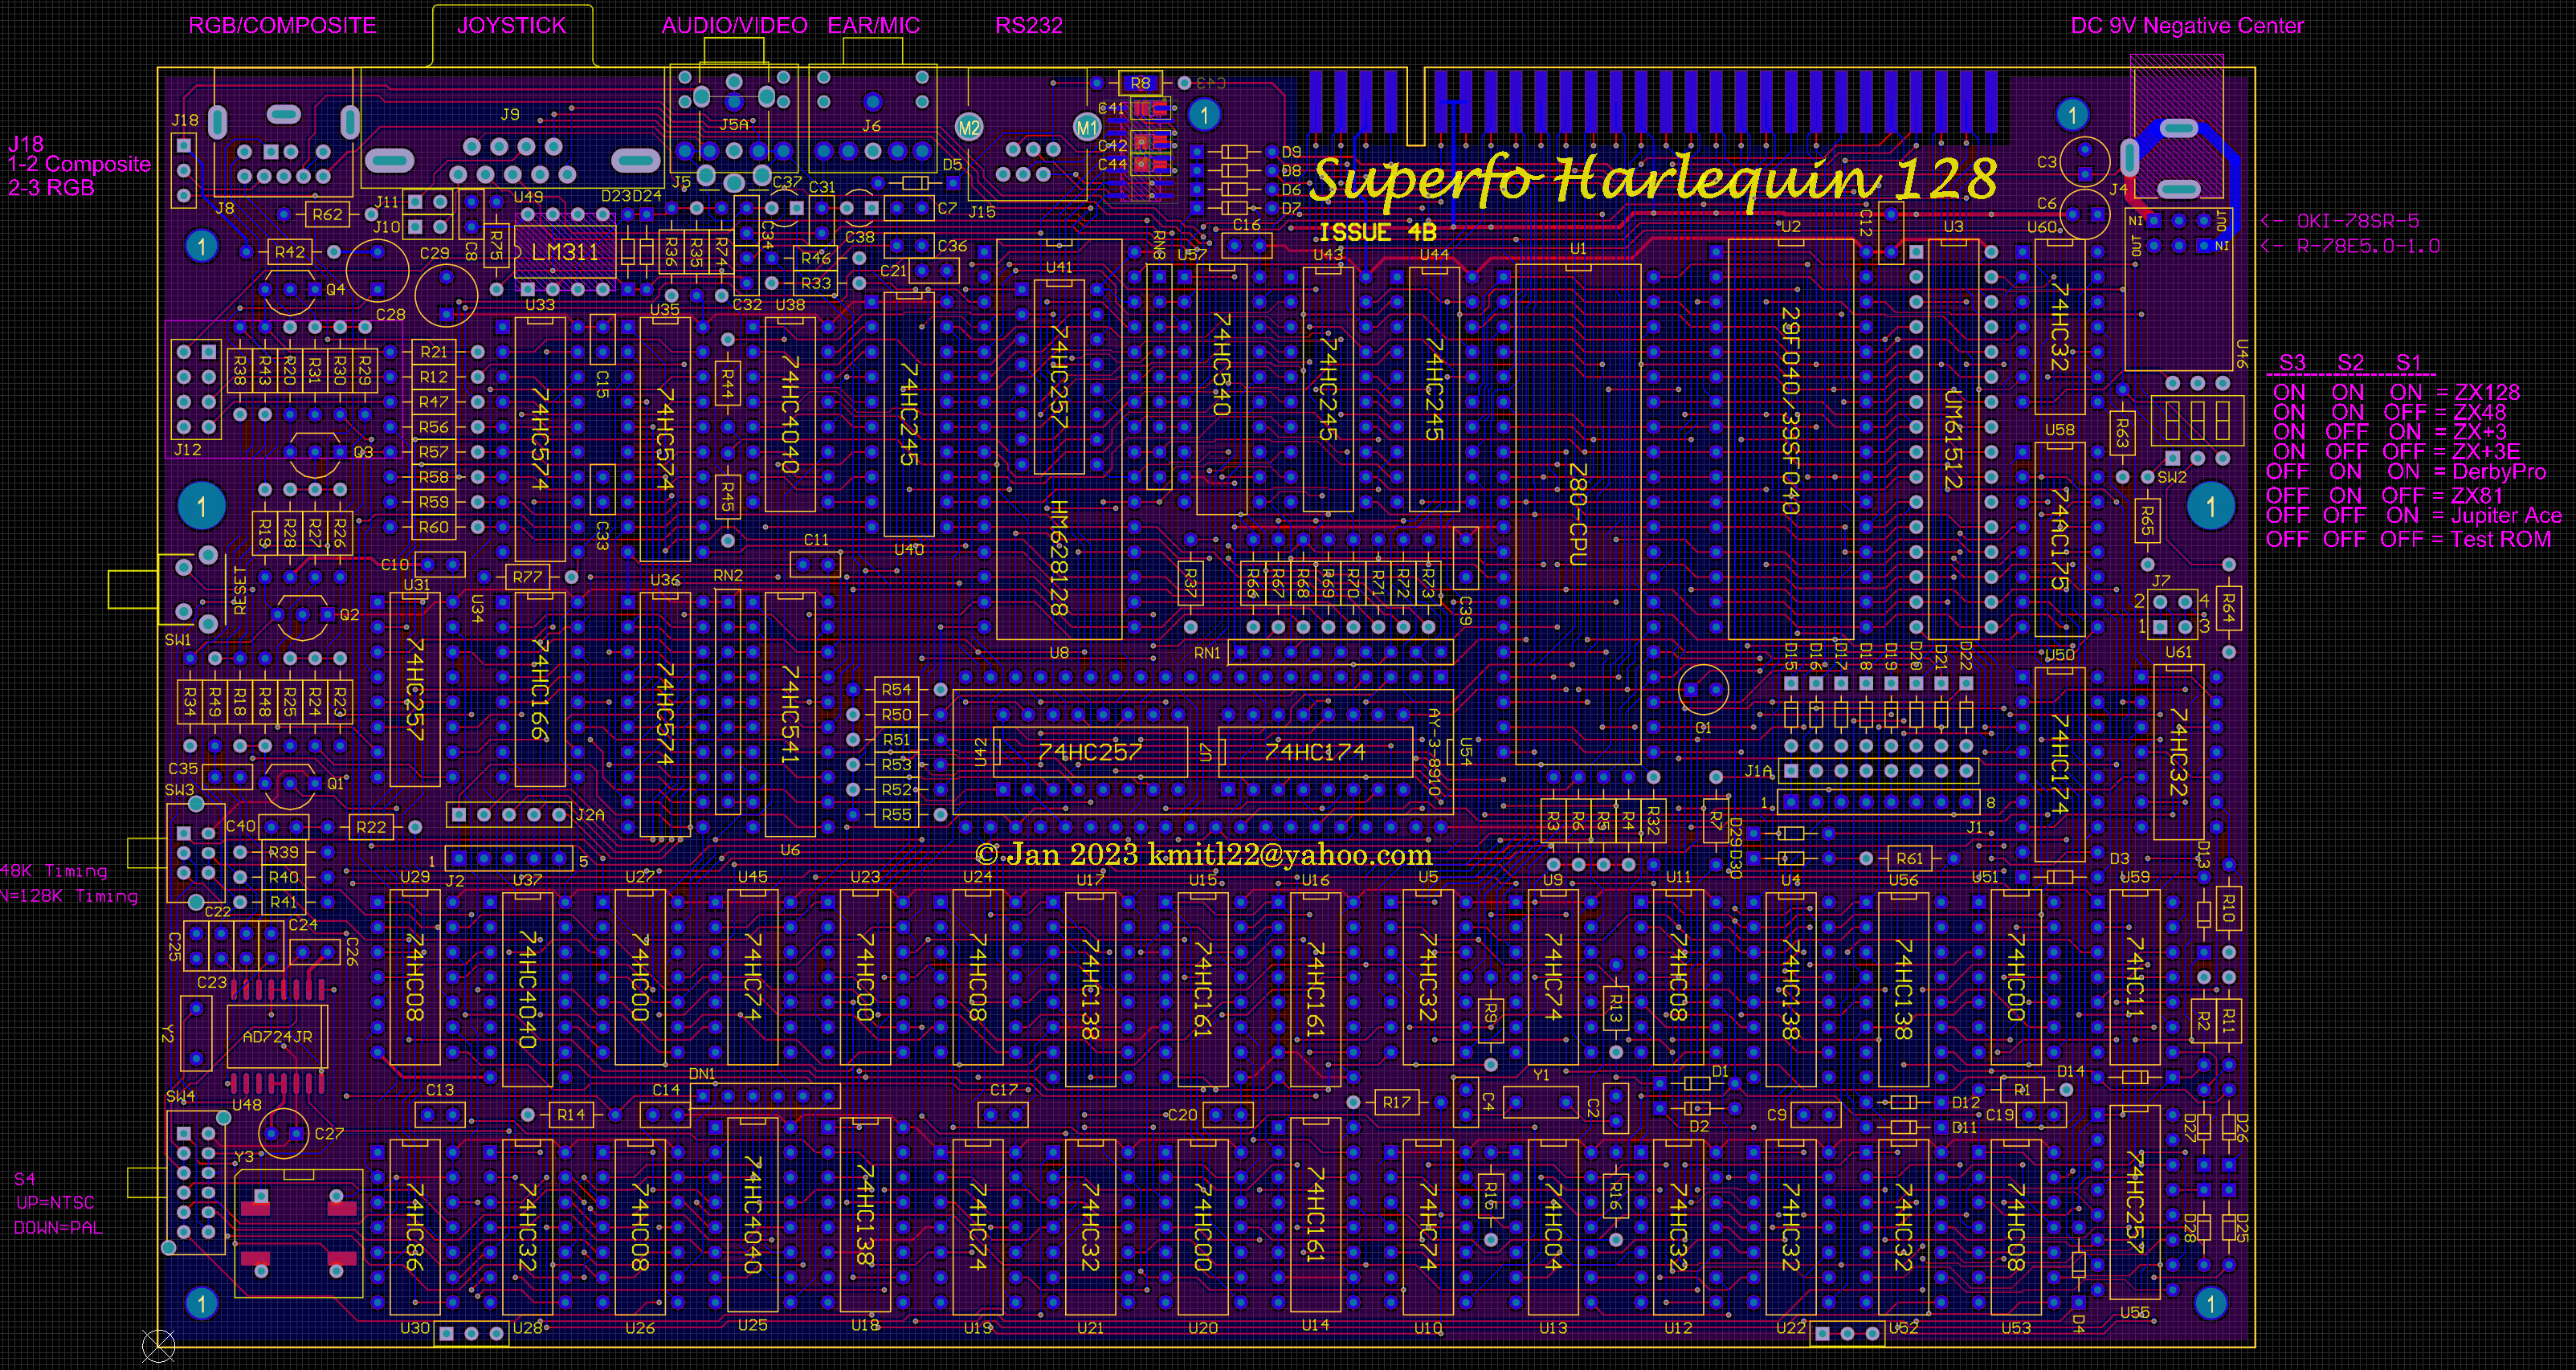 RGB/COMPOSITE JOYSTICK AUDIO/VIDEO EAR/MIC RS232 DC 9V Negative Center
R8 C43
C41
J18 J9 J5A J6 M2 M1 1 1
J18
1-2 Composite
2-3 RGB
C42 C44 D9 D8 D6 D7 C3 J4
Superfo Harlequin 128
ISSUE 4B
J8 R62 J11 J10 C8 R75 U49 D23 D24 J5 C37 C31 D5 C7 J15 C6 C12
NI OUT
OUT NI
<- OKI-78SR-5
<- R-78E5.0-1.0
1 R42 C29 LM311 R36 R35 R74 C34 R46 R33 C38 C36 C21 C16 RN8 U57 U43 U44 U1 U2 U3 U60
Q4 C28 U33 U35 C32 U38 U41
R38 R43 R20 R31 R30 R29 R21 R12 R47 R56 R57 R58 R59 R60
74HC574 C15 74HC574 R44 74HC4040 74HC245 74HC257 74HC540 74HC245 74HC245 Z80-CPU 29F040/39SF040 UM61512 74HC32 U46
S3 S2 S1
ON ON ON = ZX128
ON ON OFF = ZX48
ON OFF ON = ZX+3
ON OFF OFF = ZX+3E
OFF ON ON = DerbyPro
OFF ON OFF = ZX81
OFF OFF ON = Jupiter Ace
OFF OFF OFF = Test ROM
J12 Q3 R45 U58 R63 SW2
1 R19 R28 R27 R26 C33 U40 HM628128 74AC175 R65 1
C10 R77 C11 R37 R66 R67 R68 R69 R70 R71 R72 R73 C39
RESET SW1 Q2 U31 U34 U36 RN2 U8 RN1 J7 2 4 1 3 R64
D15 D16 D17 D18 D19 D20 D21 D22 U50 U61
R34 R49 R18 R48 R25 R24 R23 74HC257 74HC166 74HC574 74HC541
R54 R50 R51 R53 R52 R55
U42 74HC257 U7 74HC174 AY-3-8910 U54 C1 74HC174 74HC32
C35 SW3 Q1 J1A
1 8 J1
C40 R22 J2A U6 R3 R6 R5 R4 R32 R7 D29 D30 R61
© Jan 2023 kmitl22@yahoo.com
48K Timing
N=128K Timing
R39 R40 R41 1 5 J2
U29 U37 U27 U45 U23 U24 U17 U15 U16 U5 U9 U11 U4 U56 U51 D3 U59 D13
C22 C24 C25 C26 C23 R10
74HC08 74HC4040 74HC00 74HC74 74HC00 74HC08 74HC138 74HC161 74HC161 74HC32 R9 74HC74 R13 74HC08 74HC138 74HC138 74HC00 74HC11 R2 R11
Y2 AD724JR
SW4 U48 C13 R14 C14 DN1 C17 C20 R17 C4 Y1 C2 D1 D2 C9 D12 D11 R1 C19 D14
C27 Y3 D27 D26
S4
UP=NTSC
DOWN=PAL
74HC86 74HC32 74HC08 74HC4040 74HC138 74HC74 74HC32 74HC00 74HC161 74HC74 R15 74HC04 R16 74HC32 74HC32 74HC32 74HC08 74HC257 D28 D25
1 1
U30 U28 U26 U25 U18 U19 U21 U20 U14 U10 U13 U12 U22 U52 U53 D4 U55